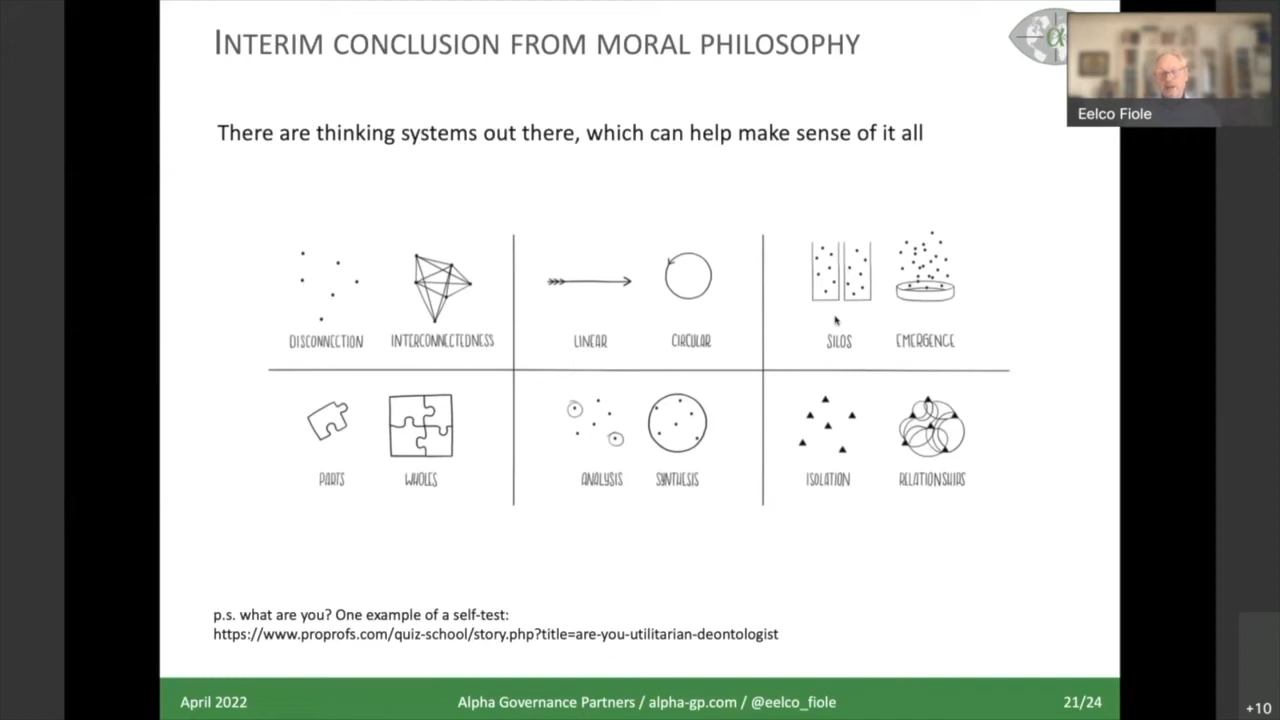 INTERIM CONCLUSION FROM MORAL PHILOSOPHY
α
Eelco Fiole
There are thinking systems out there, which can help make sense of it all
DISCONNECTION INTERCONNECTEDNESS LINEAR CIRCULAR SILOS EMERGENCE
PARTS WHOLES ANALYSIS SYNTHESIS ISOLATION RELATIONSHIPS
p.s. what are you? One example of a self-test:
https://www.proprofs.com/quiz-school/story.php?title=are-you-utilitarian-deontologist
April 2022 Alpha Governance Partners / alpha-gp.com / @eelco_fiole 21/24
+10